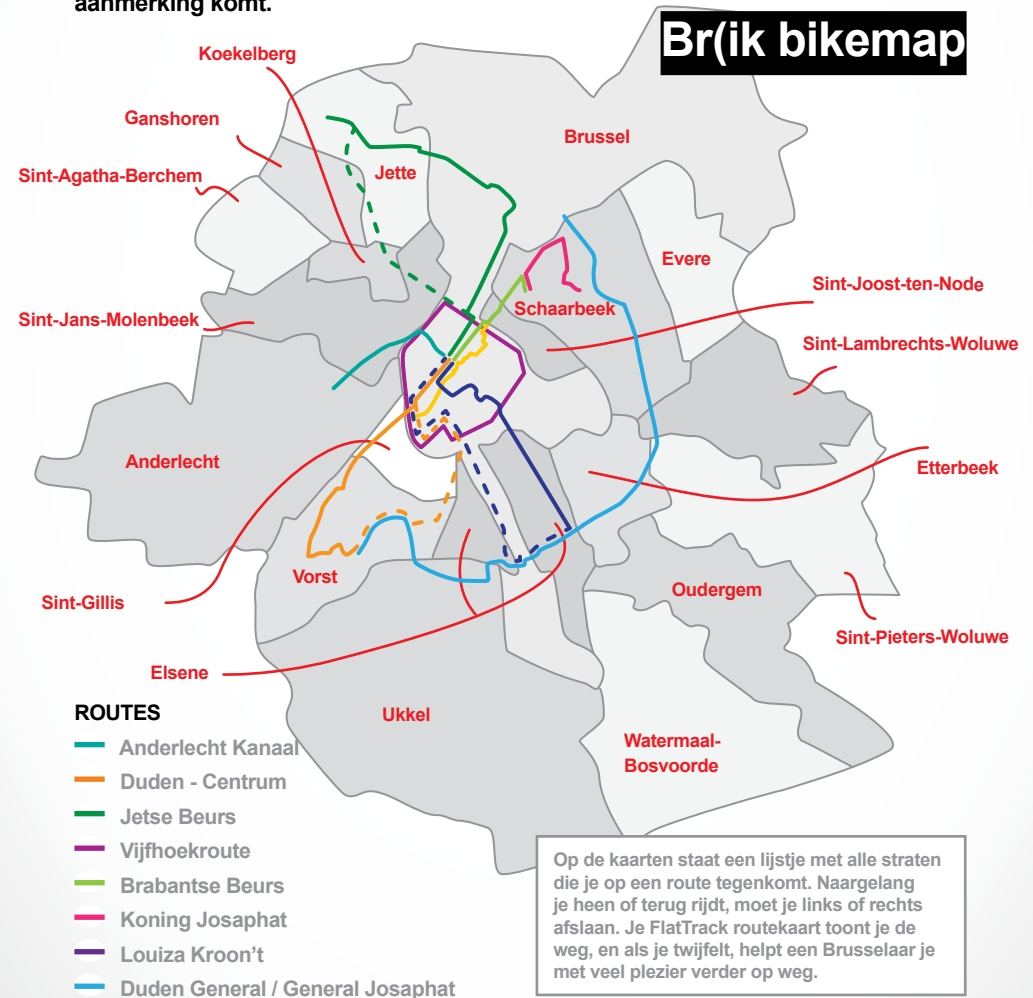 aanmerking komt.
Br(ik bikemap
Koekelberg
Ganshoren
Brussel
Sint-Agatha-Berchem
Jette
Evere
Sint-Joost-ten-Node
Schaarbeek
Sint-Jans-Molenbeek
Sint-Lambrechts-Woluwe
Anderlecht
Etterbeek
Vorst
Oudergem
Sint-Gillis
Sint-Pieters-Woluwe
Elsene
Ukkel
Watermaal-
Bosvoorde
ROUTES
Anderlecht Kanaal
Duden - Centrum
Jetse Beurs
Vijfhoekroute
Brabantse Beurs
Koning Josaphat
Louiza Kroon't
Duden General / General Josaphat
Op de kaarten staat een lijstje met alle straten
die je op een route tegenkomt. Naargelang
je heen of terug rijdt, moet je links of rechts
afslaan. Je FlatTrack routekaart toont je de
weg, en als je twijfelt, helpt een Brusselaar je
met veel plezier verder op weg.